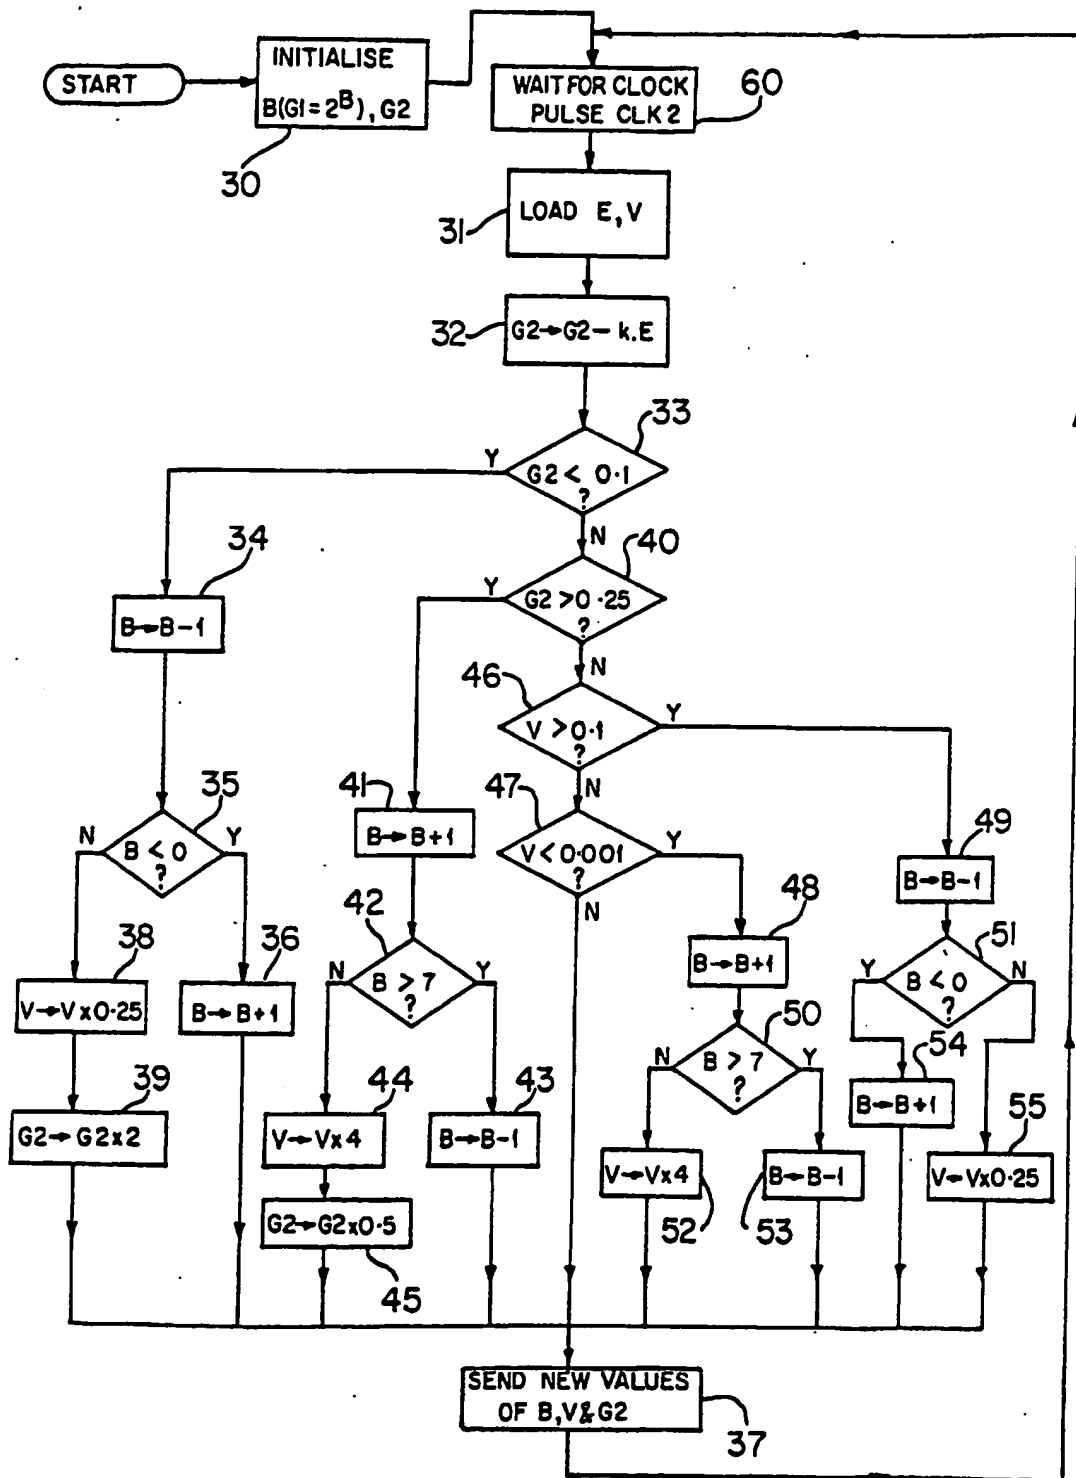 START
INITIALISE
B(G1=2^B), G2
30
WAIT FOR CLOCK
PULSE CLK 2
60
LOAD E, V
31
G2→G2-k.E
32
33
G2< 0·1
?
Y
N
34
B→B-1
40
G2>0·25
?
Y
N
46
V>0·1
?
Y
N
35
B<0
?
N
Y
41
B→B+1
47
V<0·001
?
Y
N
49
B→B-1
38
V→V×0·25
36
B→B+1
42
B>7
?
N
Y
48
B→B+1
51
B<0
?
Y
N
39
G2→G2×2
44
V→V×4
43
B→B-1
50
B>7
?
N
Y
54
B→B+1
55
V→V×0·25
G2→G2×0·5
45
V→V×4
52
B→B-1
53
SEND NEW VALUES
OF B,V&G2
37